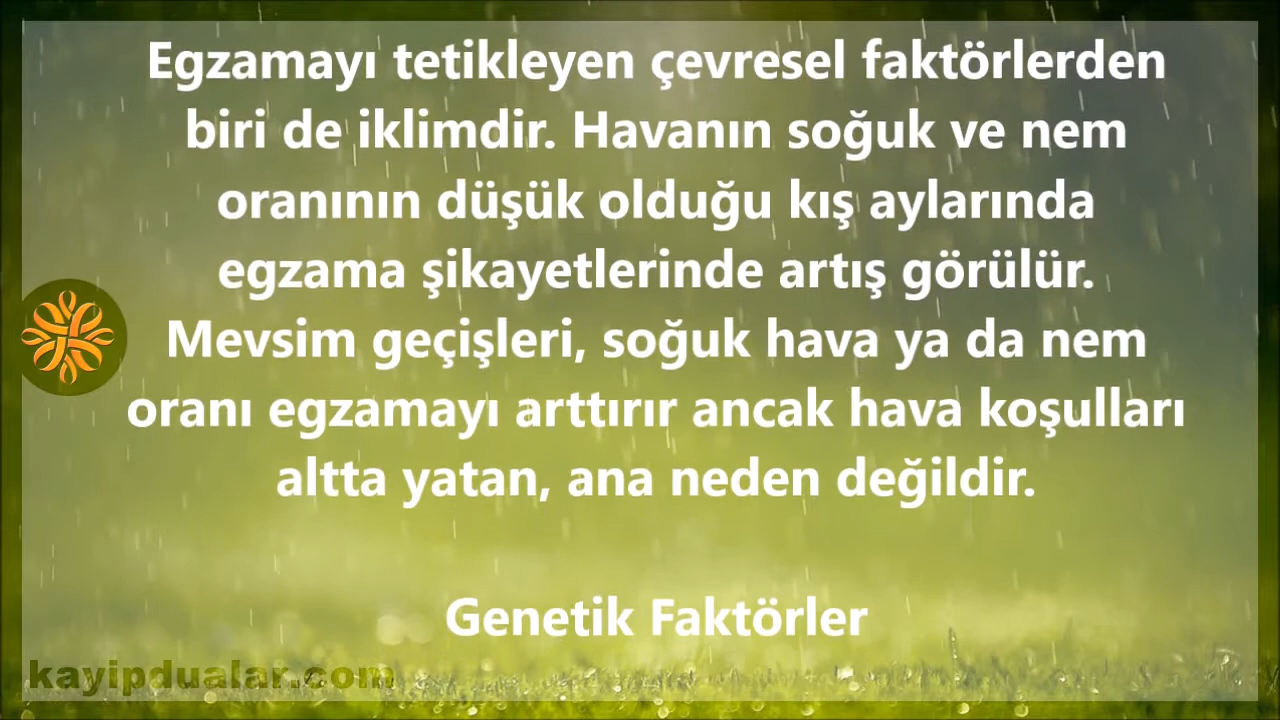 Egzamayı tetikleyen çevresel faktörlerden
biri de iklimdir. Havanın soğuk ve nem
oranının düşük olduğu kış aylarında
egzama şikayetlerinde artış görülür.
Mevsim geçişleri, soğuk hava ya da nem
oranı egzamayı arttırır ancak hava koşulları
altta yatan, ana neden değildir.
Genetik Faktörler
kayipdualar.com